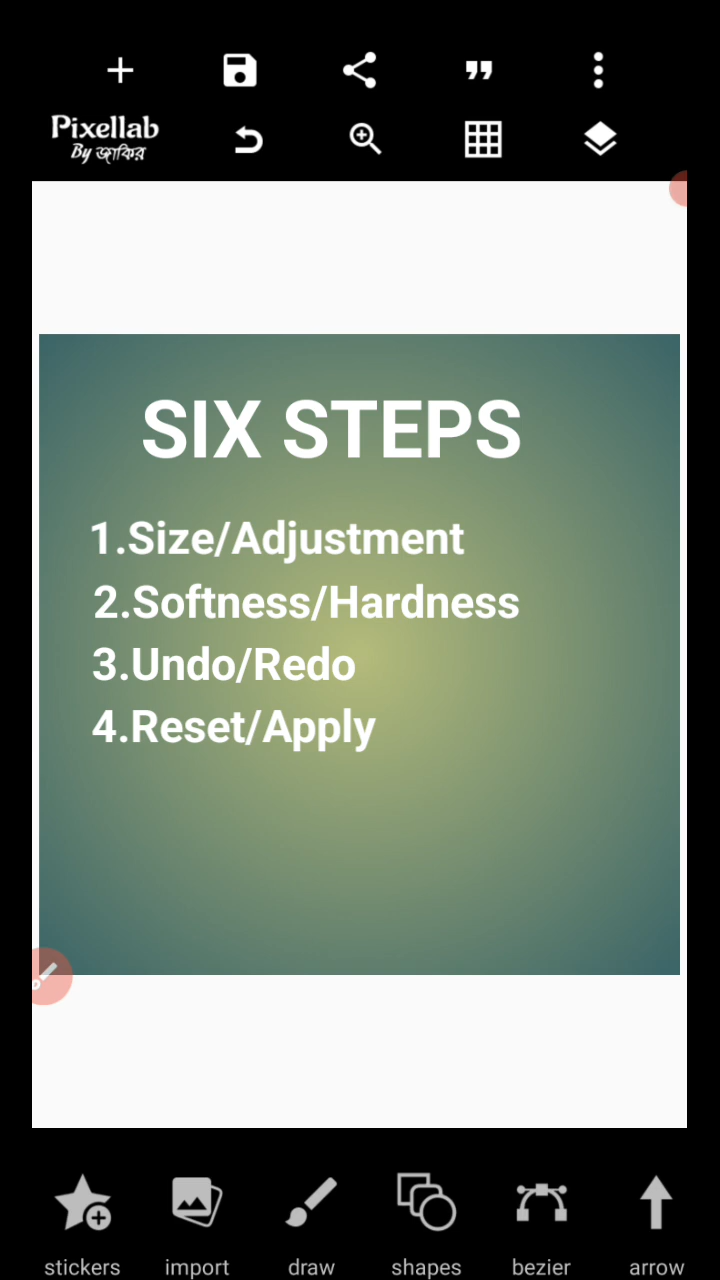 Pixellab
By জাকির
SIX STEPS
1.Size/Adjustment
2.Softness/Hardness
3.Undo/Redo
4.Reset/Apply
stickers import draw shapes bezier arrow